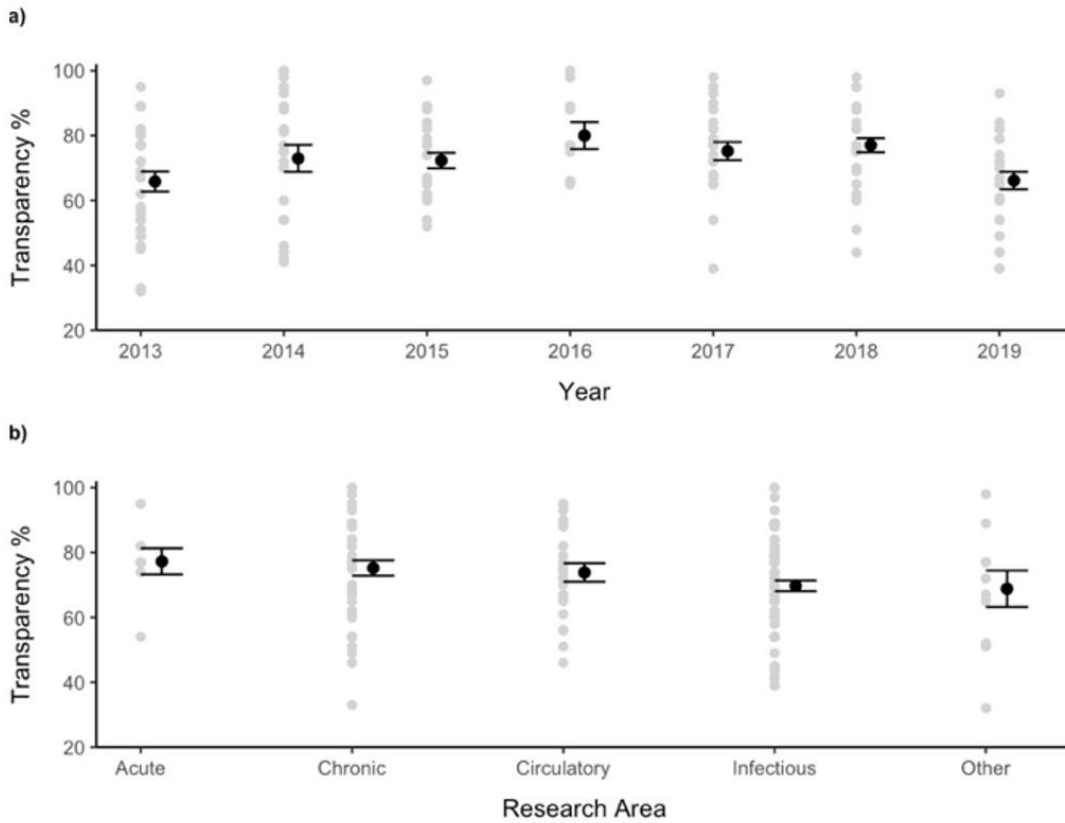 a)
Transparency %
100
80
60
40
20
2013 2014 2015 2016 2017 2018 2019
Year
b)
Transparency %
100
80
60
40
20
Acute Chronic Circulatory Infectious Other
Research Area